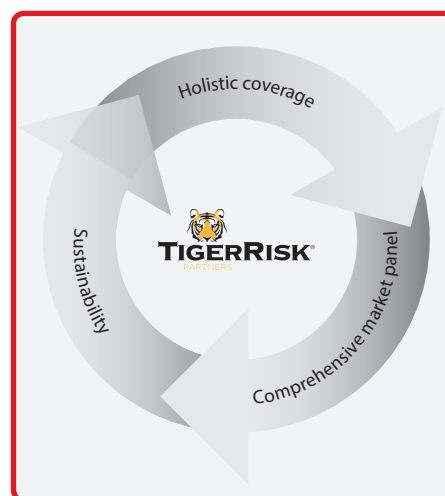 Holistic coverage
Sustainability
TIGERRISK®
PARTNERS
Comprehensive market panel